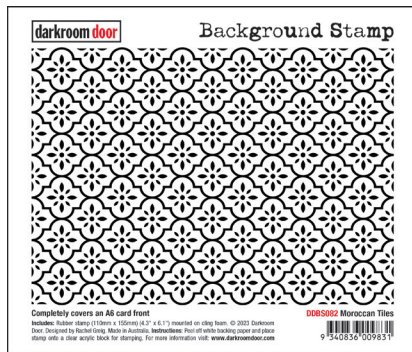 darkroom door
Background Stamp
Completely covers an A6 card front
DDBS082 Moroccan Tiles
Includes: Rubber stamp (110mm x 155mm) (4.3" x 6.1") mounted on cling foam. © 2023 Darkroom
Door. Designed by Rachel Greig. Made in Australia. Instructions: Peel off white backing paper and place
stamp onto a clear acrylic block for stamping. For more information visit: www.darkroomdoor.com
9 340836 009831